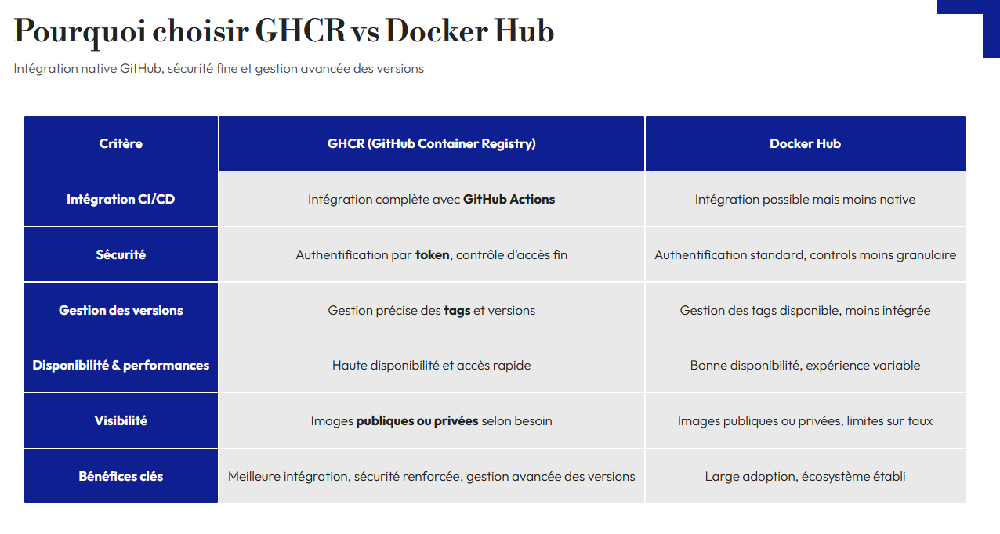 Pourquoi choisir GHCR vs Docker Hub
Intégration native GitHub, sécurité fine et gestion avancée des versions
Critère
GHCR (GitHub Container Registry)
Docker Hub
Intégration CI/CD
Intégration complète avec GitHub Actions
Intégration possible mais moins native
Sécurité
Authentification par token, contrôle d'accès fin
Authentification standard, controls moins granulaire
Gestion des versions
Gestion précise des tags et versions
Gestion des tags disponible, moins intégrée
Disponibilité & performances
Haute disponibilité et accès rapide
Bonne disponibilité, expérience variable
Visibilité
Images publiques ou privées selon besoin
Images publiques ou privées, limites sur taux
Bénéfices clés
Meilleure intégration, sécurité renforcée, gestion avancée des versions
Large adoption, écosystème établi